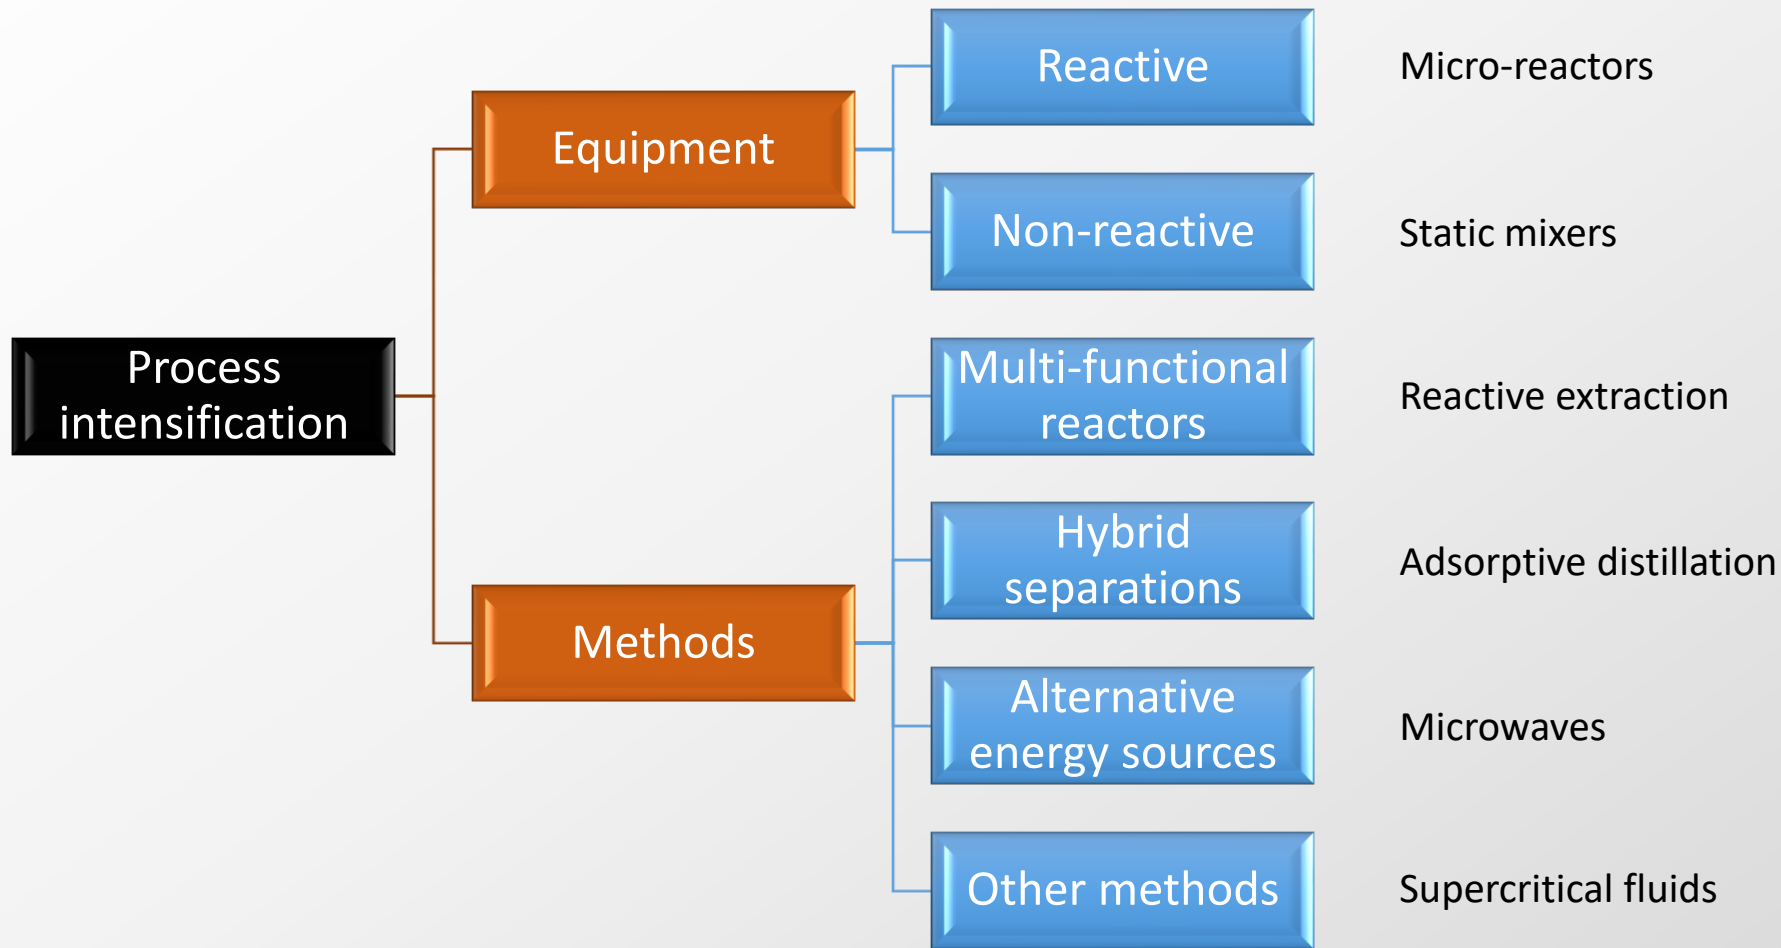 Process
intensification
Equipment
Methods
Reactive
Micro-reactors
Non-reactive
Static mixers
Multi-functional
reactors
Reactive extraction
Hybrid
separations
Adsorptive distillation
Alternative
energy sources
Microwaves
Other methods
Supercritical fluids